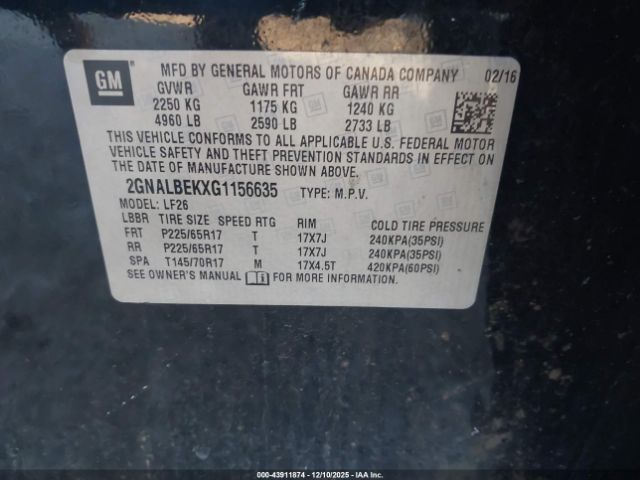 GM
MFD BY GENERAL MOTORS OF CANADA COMPANY 02/16
GVWR GAWR FRT GAWR RR
2250 KG 1175 KG 1240 KG
4960 LB 2590 LB 2733 LB
THIS VEHICLE CONFORMS TO ALL APPLICABLE U.S. FEDERAL MOTOR
VEHICLE SAFETY AND THEFT PREVENTION STANDARDS IN EFFECT ON
THE DATE OF MANUFACTURE SHOWN ABOVE.
2GNALBEKXG1156635 TYPE: M.P.V.
MODEL: LF26
LBBR TIRE SIZE SPEED RTG RIM COLD TIRE PRESSURE
FRT P225/65R17 T 17X7J 240KPA(35PSI)
RR P225/65R17 T 17X7J 240KPA(35PSI)
SPA T145/70R17 M 17X4.5T 420KPA(60PSI)
SEE OWNER'S MANUAL FOR MORE INFORMATION.
000-43911874 • 12/10/2025 • IAAI.COM